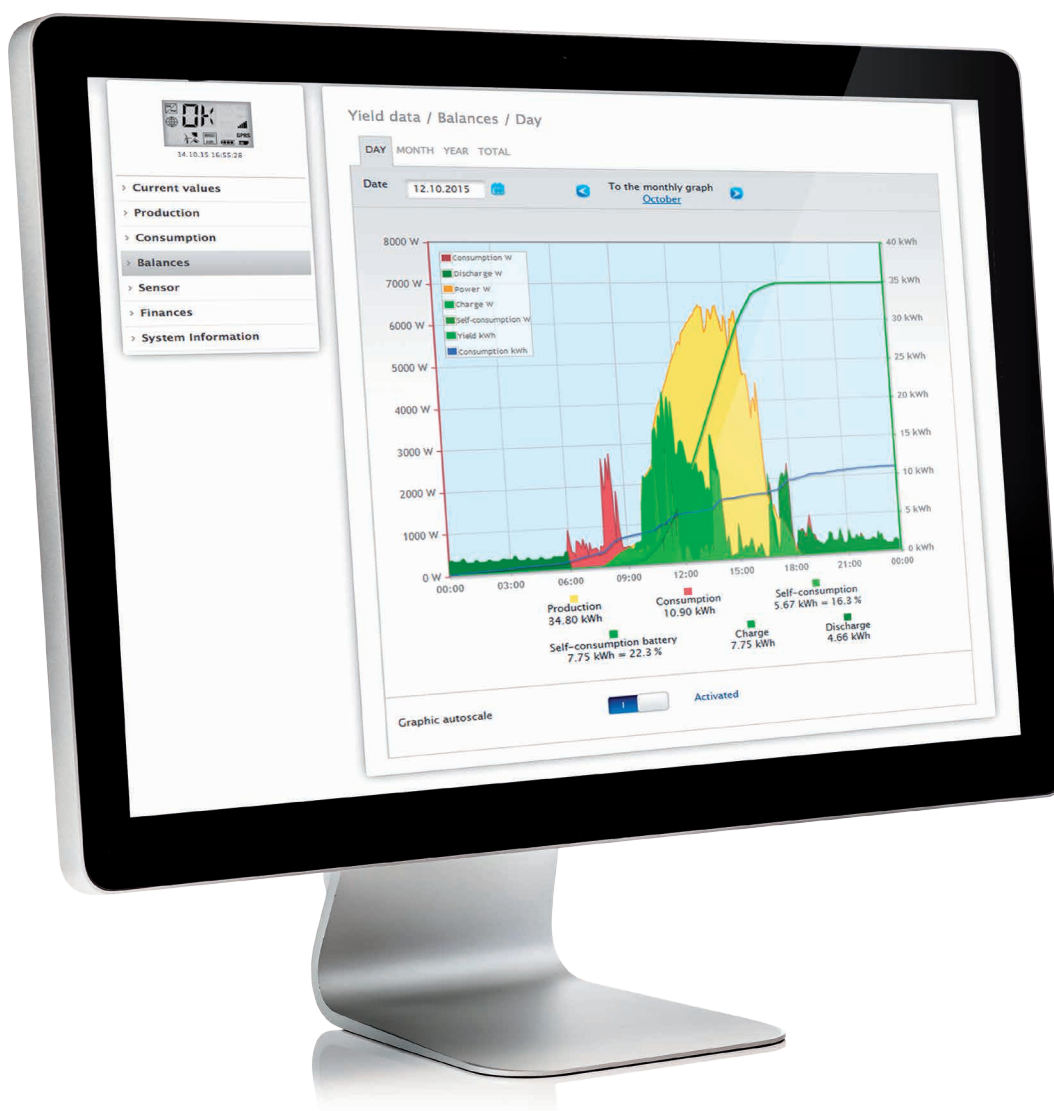 OK
GPRS
14.10.15 16:55:28
Current values
Production
Consumption
Balances
Sensor
Finances
System Information
Yield data / Balances / Day
DAY MONTH YEAR TOTAL
Date 12.10.2015
To the monthly graph
October
8000 W
7000 W
6000 W
5000 W
4000 W
3000 W
2000 W
1000 W
0 W
Consumption W
Discharge W
Power W
Charge W
Self-consumption W
Yield kWh
Consumption kWh
40 kWh
35 kWh
30 kWh
25 kWh
20 kWh
15 kWh
10 kWh
5 kWh
0 kWh
00:00 03:00 06:00 09:00 12:00 15:00 18:00 21:00 00:00
Production
34.80 kWh
Consumption
10.90 kWh
Self-consumption
5.67 kWh = 16.3 %
Self-consumption battery
7.75 kWh = 22.3 %
Charge
7.75 kWh
Discharge
4.66 kWh
Graphic autoscale
I
Activated